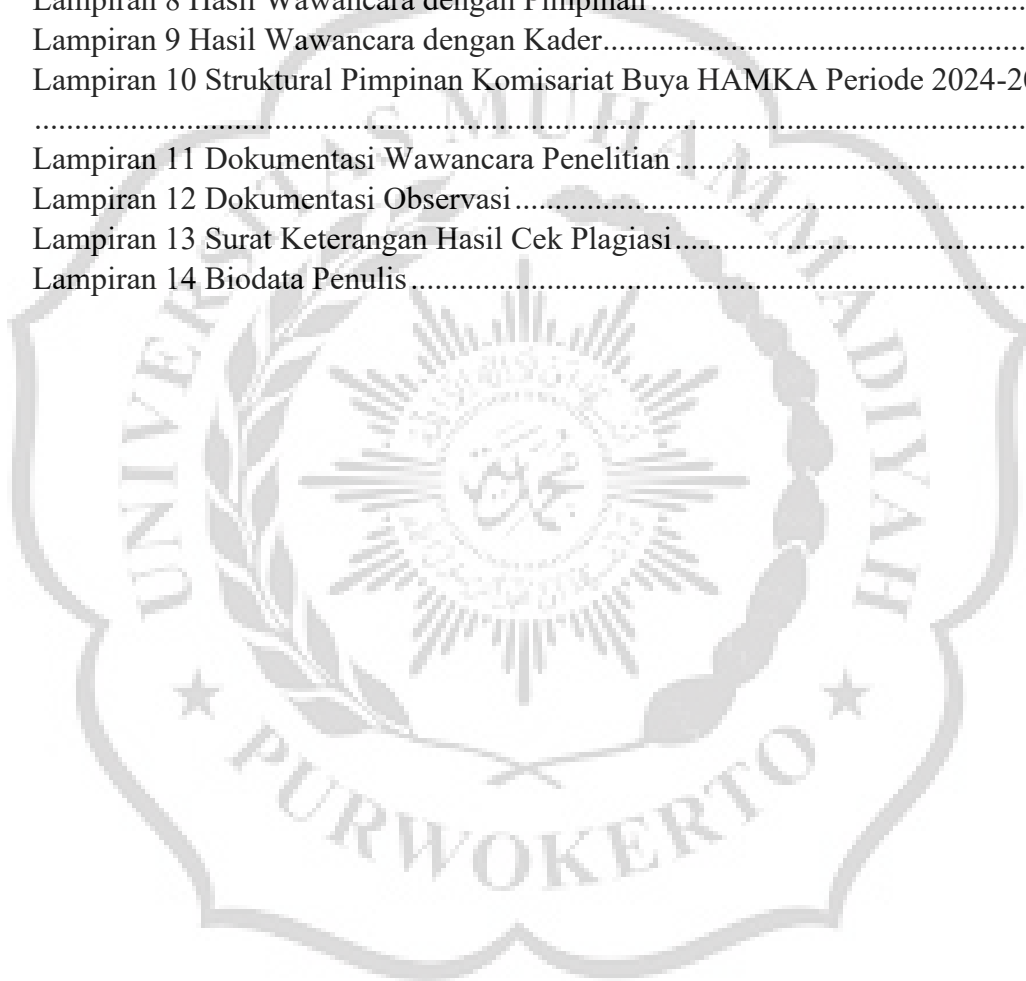 Lampiran 8 Hasil Wawancara dengan Pimpinan........................................
Lampiran 9 Hasil Wawancara dengan Kader..............................................
Lampiran 10 Struktural Pimpinan Komisariat Buya HAMKA Periode 2024-20
........................................................................................................................
Lampiran 11 Dokumentasi Wawancara Penelitian.....................................
Lampiran 12 Dokumentasi Observasi.........................................................
Lampiran 13 Surat Keterangan Hasil Cek Plagiasi.....................................
Lampiran 14 Biodata Penulis......................................................................
UNIVERSITAS MUHAMMADIYAH
★ PURWOKERTO ★